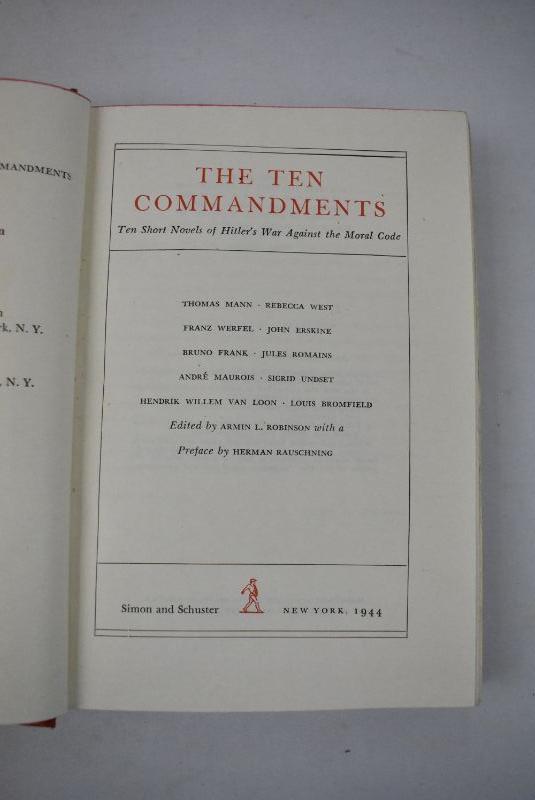 MANDMENTS
n
k, N. Y.
, N. Y.
THE TEN
COMMANDMENTS
Ten Short Novels of Hitler's War Against the Moral Code
THOMAS MANN · REBECCA WEST
FRANZ WERFEL · JOHN ERSKINE
BRUNO FRANK · JULES ROMAINS
ANDRÉ MAUROIS · SIGRID UNDSET
HENDRIK WILLEM VAN LOON · LOUIS BROMFIELD
Edited by ARMIN L. ROBINSON with a
Preface by HERMAN RAUSCHNING
Simon and Schuster NEW YORK, 1944